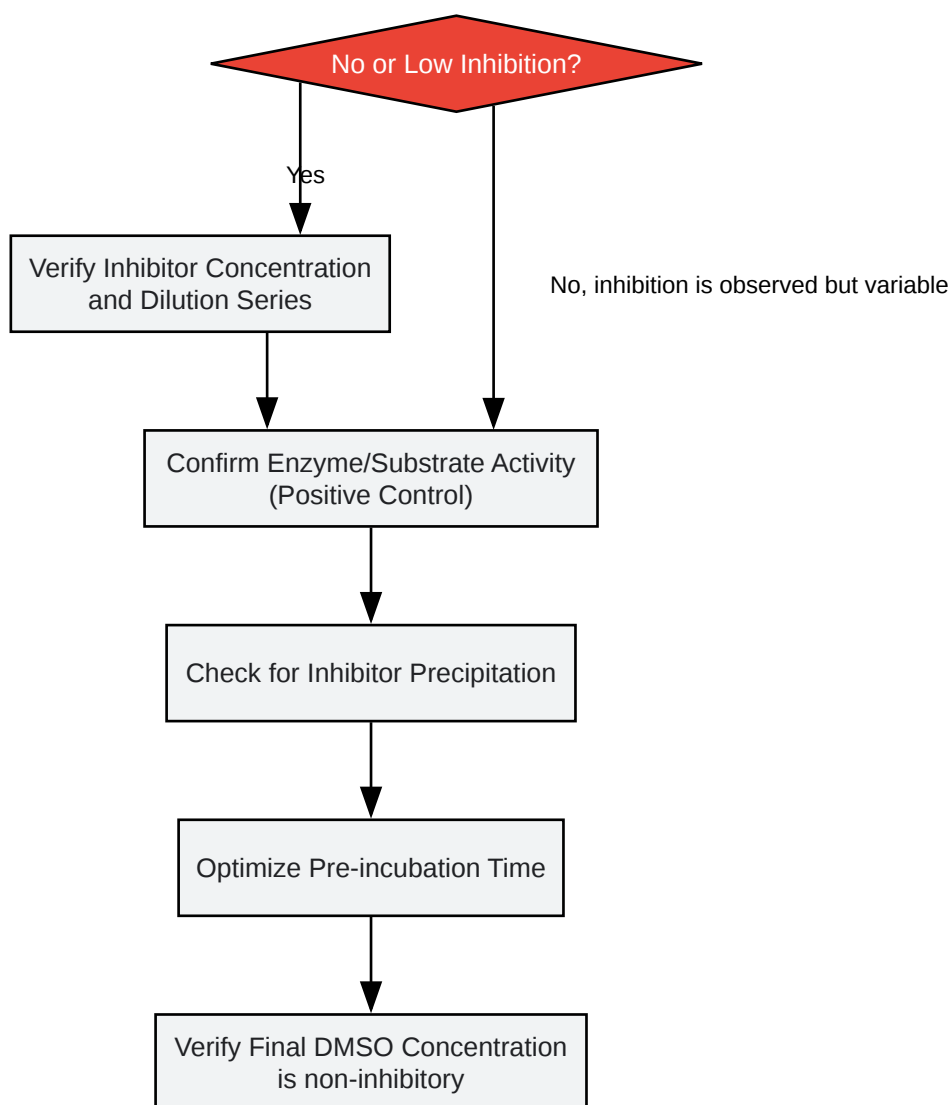 No or Low Inhibition?
Yes
Verify Inhibitor Concentration
and Dilution Series
No, inhibition is observed but variable
Confirm Enzyme/Substrate Activity
(Positive Control)
Check for Inhibitor Precipitation
Optimize Pre-incubation Time
Verify Final DMSO Concentration
is non-inhibitory